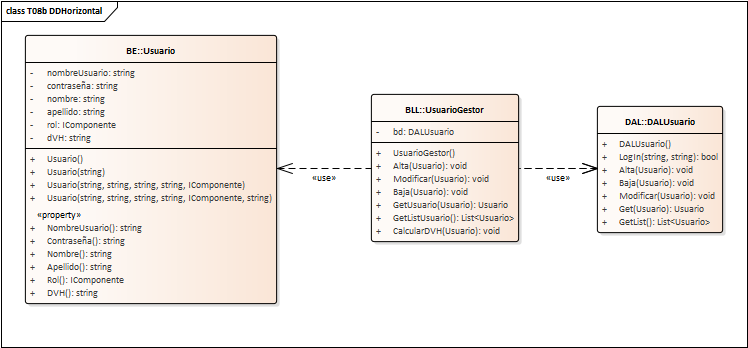 class T08b DDHorizontal
BE::Usuario
- nombreUsuario: string
- contraseña: string
- nombre: string
- apellido: string
- rol: IComponente
- dVH: string
+ Usuario()
+ Usuario(string)
+ Usuario(string, string, string, string, IComponente)
+ Usuario(string, string, string, string, IComponente, string)
«property»
+ NombreUsuario(): string
+ Contraseña(): string
+ Nombre(): string
+ Apellido(): string
+ Rol(): IComponente
+ DVH(): string
«use»
BLL::UsuarioGestor
- bd: DALUsuario
+ UsuarioGestor()
+ Alta(Usuario): void
+ Modificar(Usuario): void
+ Baja(Usuario): void
+ GetUsuario(Usuario): Usuario
+ GetListUsuario(): List<Usuario>
+ CalcularDVH(Usuario): void
«use»
DAL::DALUsuario
+ DALUsuario()
+ LogIn(string, string): bool
+ Alta(Usuario): void
+ Baja(Usuario): void
+ Modificar(Usuario): void
+ Get(Usuario): Usuario
+ GetList(): List<Usuario>